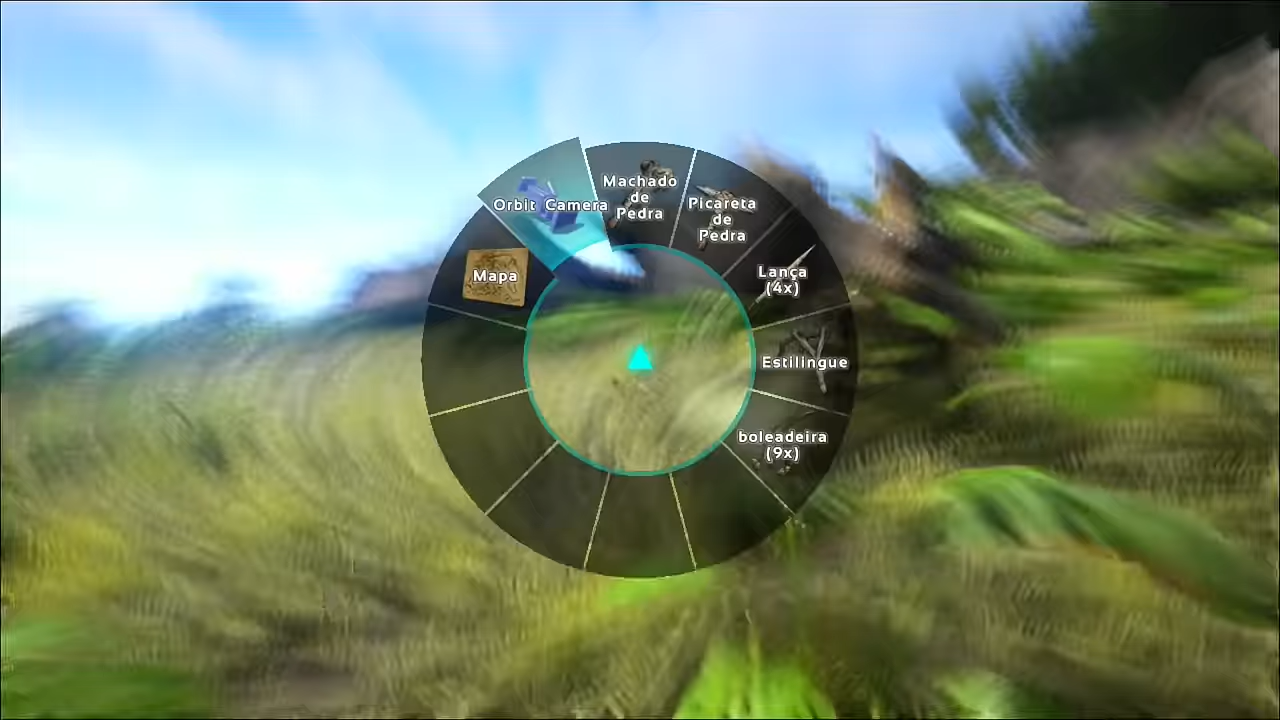 Machado
de
Pedra
Orbit Camera
Picareta
de
Pedra
Mapa
Lança
(4x)
Estilingue
boleadeira
(9x)